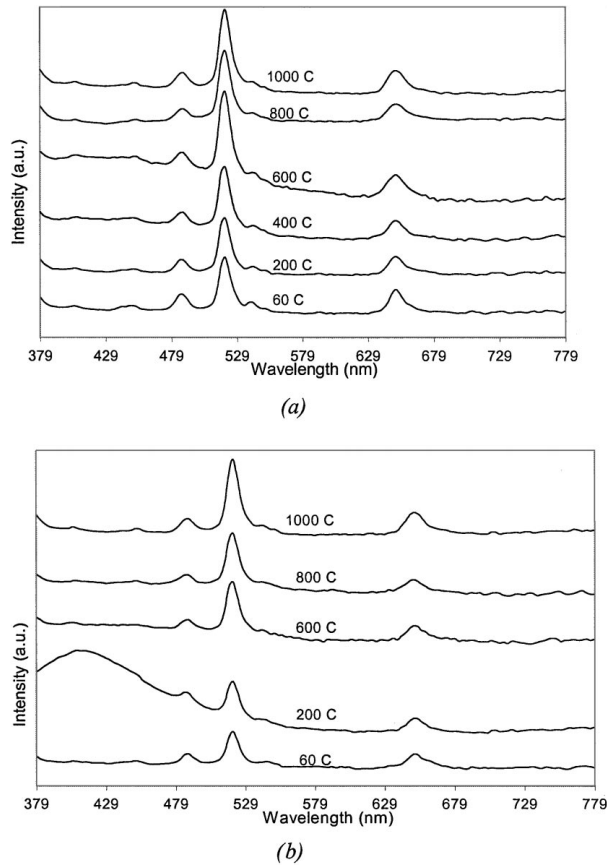 1000 C
800 C
600 C
400 C
200 C
60 C
Intensity (a.u.)
379 429 479 529 579 629 679 729 779
Wavelength (nm)
(a)
1000 C
800 C
600 C
200 C
60 C
Intensity (a.u.)
379 429 479 529 579 629 679 729 779
Wavelength (nm)
(b)